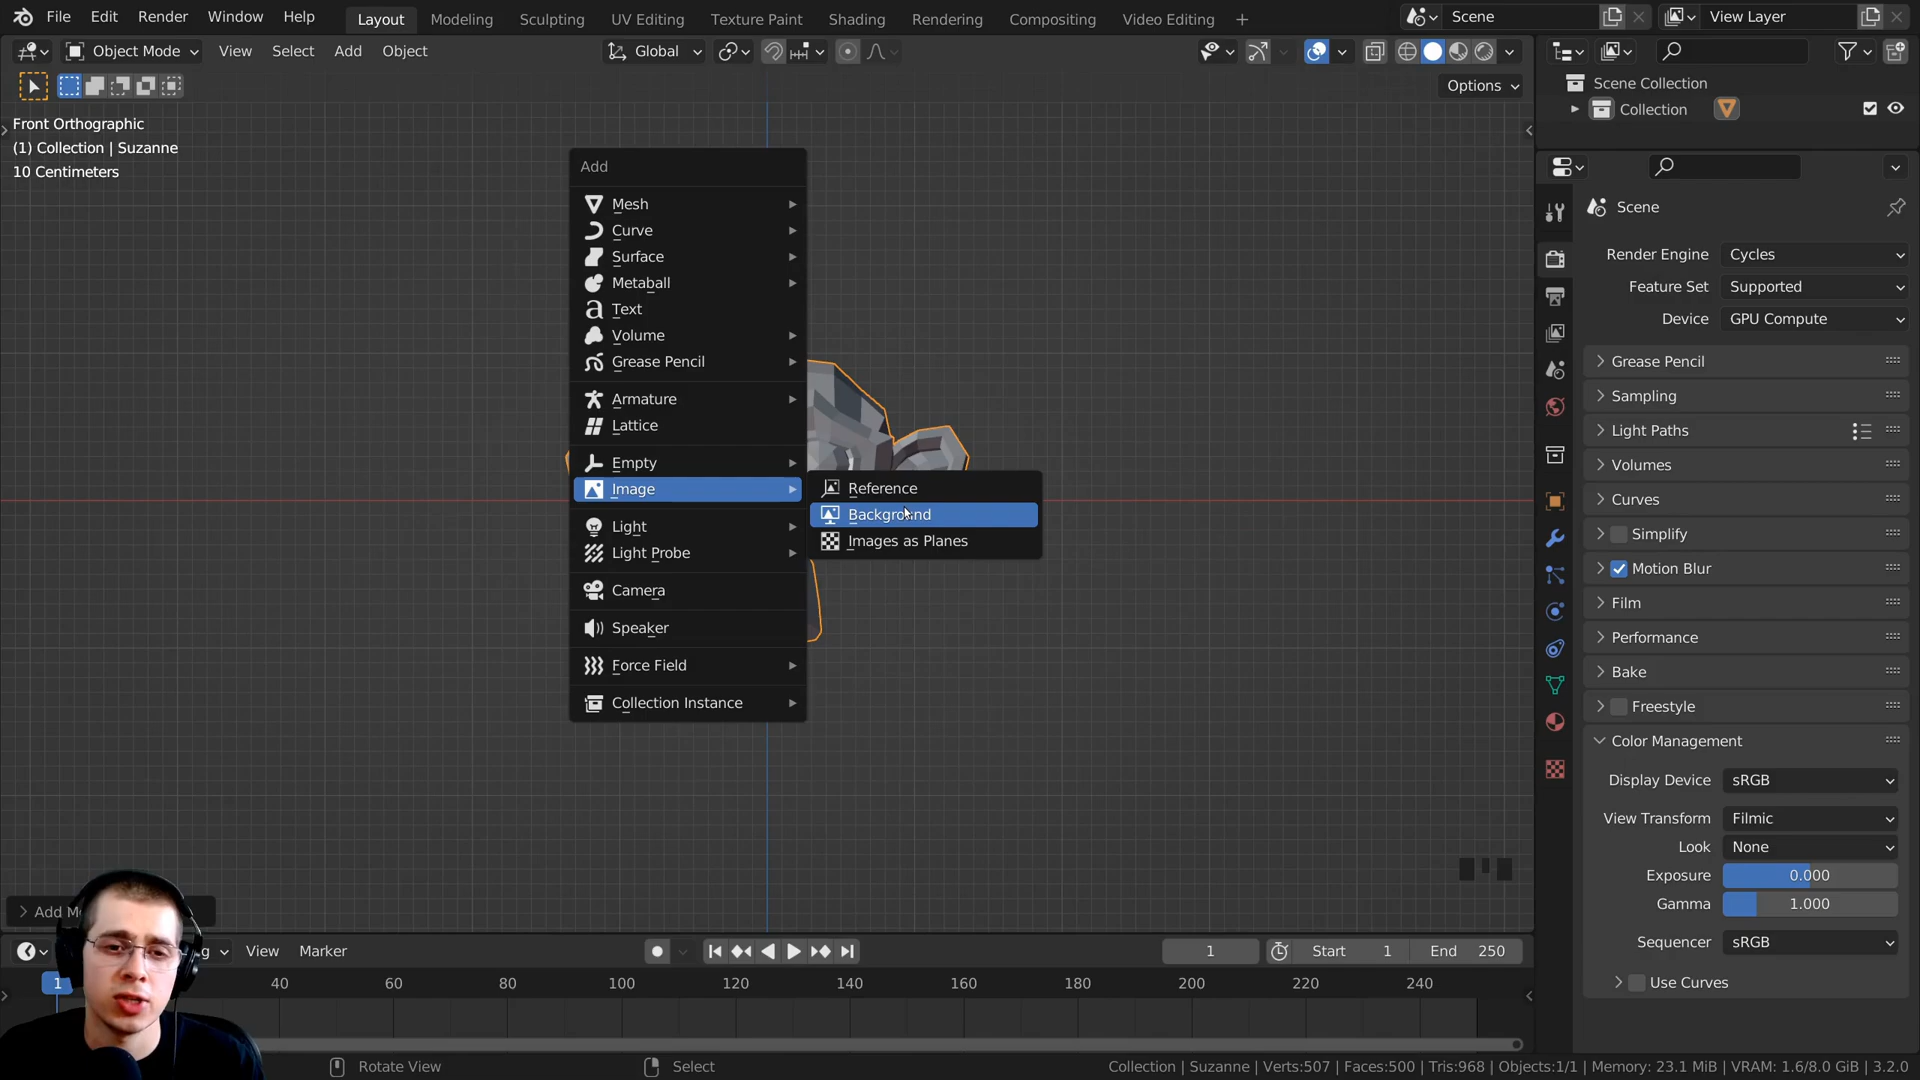 File Edit Render Window Help Layout Modeling Sculpting UV Editing Texture Paint Shading Rendering Compositing Video Editing + Scene View Layer
Object Mode View Select Add Object Global
Options
Front Orthographic
(1) Collection | Suzanne
10 Centimeters
Add
Mesh
Curve
Surface
Metaball
Text
Volume
Grease Pencil
Armature
Lattice
Empty
Image
Light
Light Probe
Camera
Speaker
Force Field
Collection Instance
Reference
Background
Images as Planes
Scene Collection
Collection
Scene
Render Engine Cycles
Feature Set Supported
Device GPU Compute
Grease Pencil
Sampling
Light Paths
Volumes
Curves
Simplify
Motion Blur
Film
Performance
Bake
Freestyle
Color Management
Display Device sRGB
View Transform Filmic
Look None
Exposure 0.000
Gamma 1.000
Sequencer sRGB
Use Curves
Add
View Marker 1 Start 1 End 250
1 40 60 80 100 120 140 160 180 200 220 240
Rotate View Select Collection | Suzanne | Verts:507 | Faces:500 | Tris:968 | Objects:1/1 | Memory: 23.1 MiB | VRAM: 1.6/8.0 GiB | 3.2.0